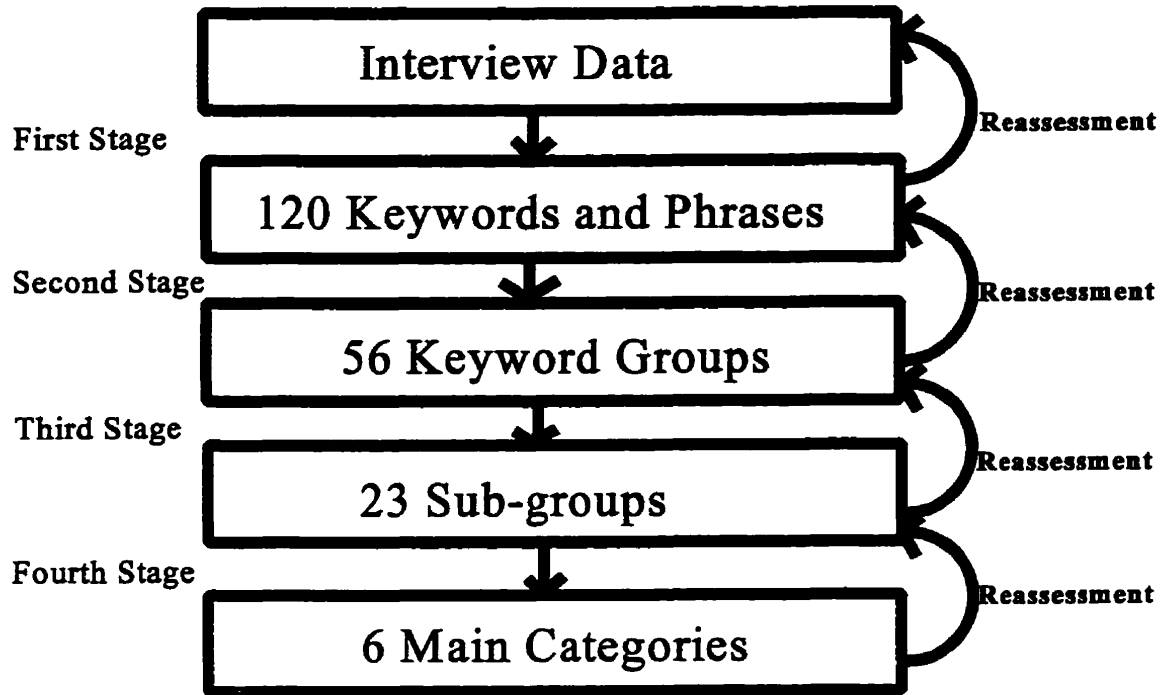 Interview Data
Reassessment
First Stage
120 Keywords and Phrases
Second Stage
Reassessment
56 Keyword Groups
Third Stage
Reassessment
23 Sub-groups
Fourth Stage
Reassessment
6 Main Categories